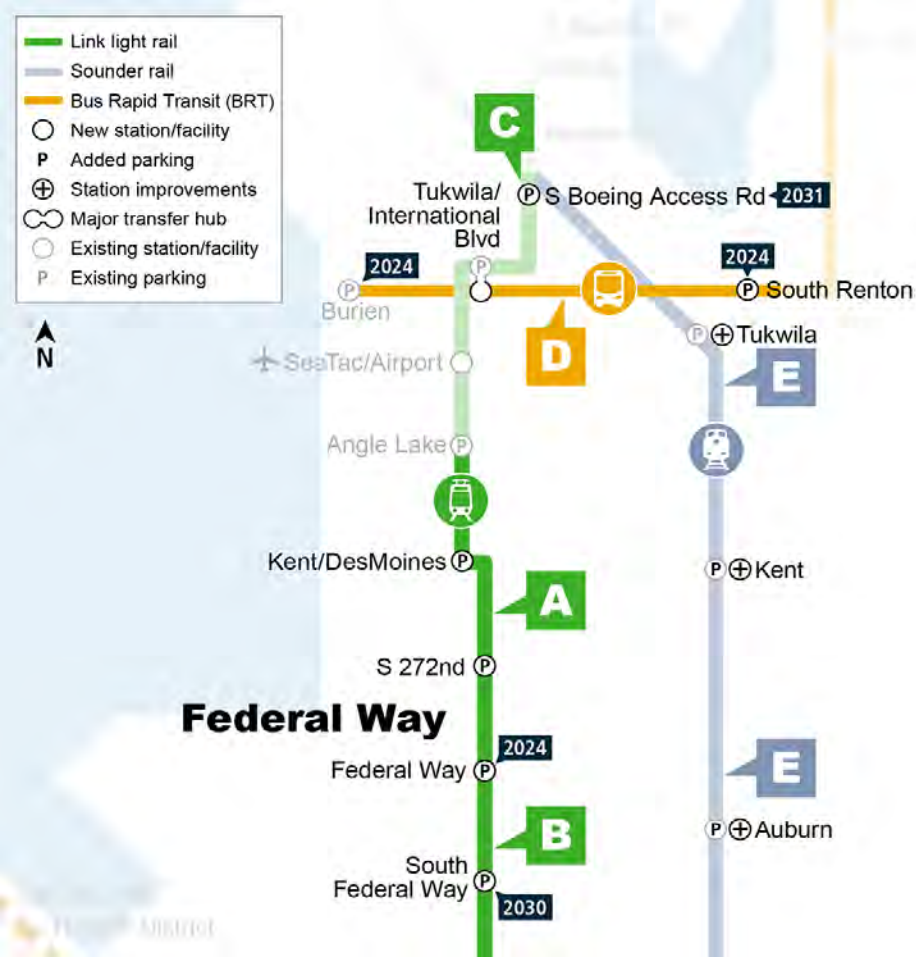 Link light rail
Sounder rail
Bus Rapid Transit (BRT)
New station/facility
P Added parking
Station improvements
Major transfer hub
Existing station/facility
P Existing parking
N
C
Tukwila/
International
Blvd
P S Boeing Access Rd 2031
2024
P
Burien
P
2024
P South Renton
D
P Tukwila
E
SeaTac/Airport
Angle Lake P
Kent/DesMoines P
P Kent
A
S 272nd P
Federal Way
2024
Federal Way P
E
B
P Auburn
South
Federal Way P
2030
District